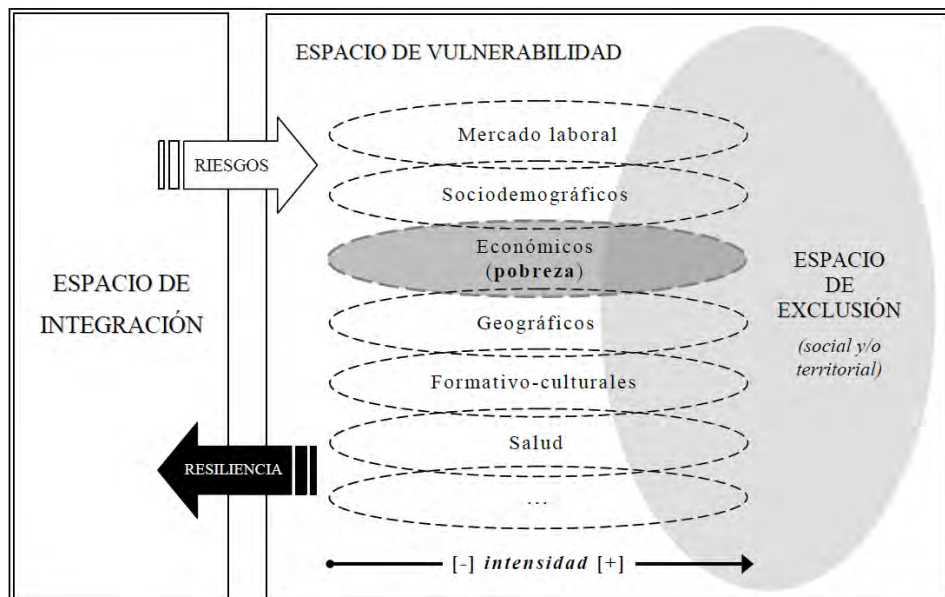 ESPACIO DE VULNERABILIDAD
Mercado laboral
RIESGOS
Sociodemográficos
Económicos
(pobreza)
ESPACIO DE
INTEGRACIÓN
ESPACIO
DE
EXCLUSIÓN
(social y/o
territorial)
Geográficos
Formativo-culturales
Salud
RESILIENCIA
...
[-] intensidad [+]